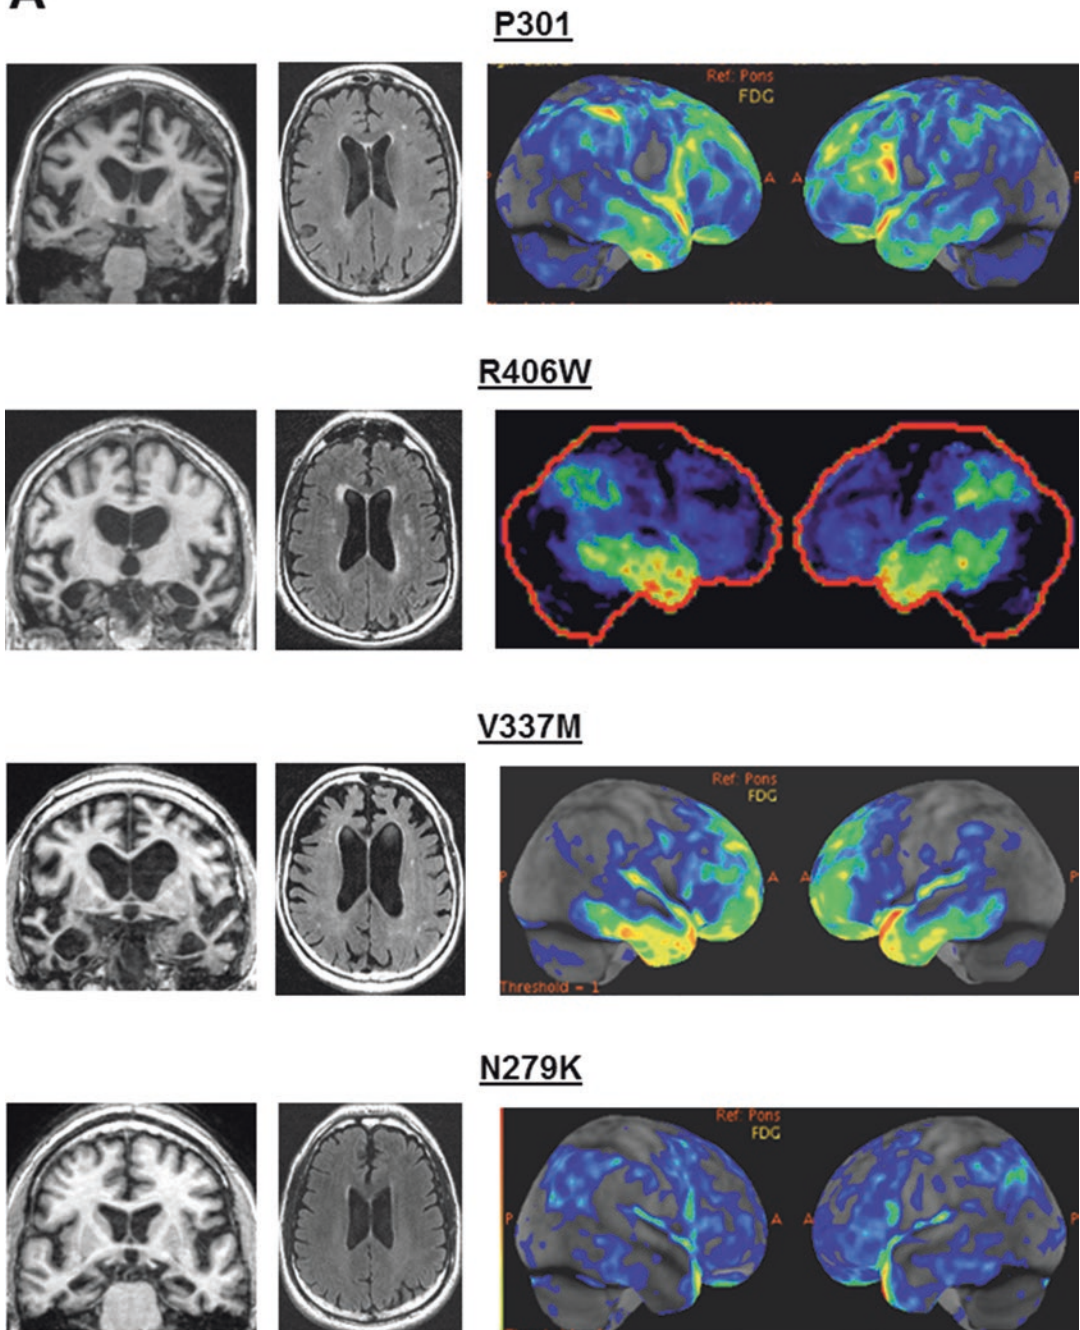 A
P301
Ref: Pons
FDG
A A
R406W
V337M
Ref: Pons
FDG
P A A P
Threshold = 1
N279K
Ref: Pons
FDG
P A A P